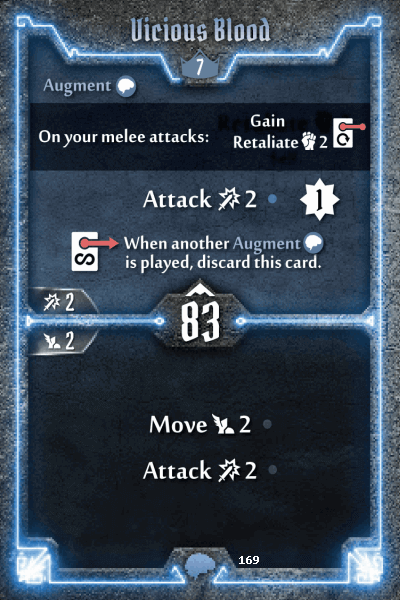 Vicious Blood
7
Augment
On your melee attacks:
Gain
Retaliate 2
Attack 2
1
When another Augment
is played, discard this card.
2
83
2
Move 2
Attack 2
169